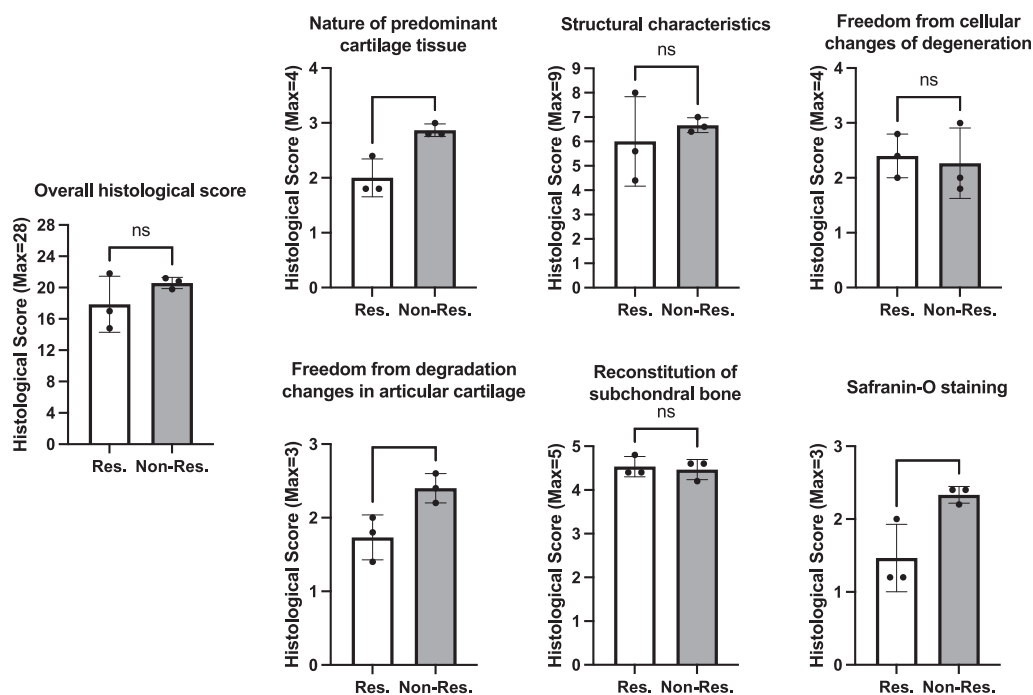 Overall histological score
Histological Score (Max=28)
28
24
20
16
12
8
4
0
ns
Res. Non-Res.
Nature of predominant
cartilage tissue
Histological Score (Max=4)
4
3
2
1
0
Res. Non-Res.
Structural characteristics
Histological Score (Max=9)
9
8
7
6
5
4
3
2
1
0
ns
Res. Non-Res.
Freedom from cellular
changes of degeneration
Histological Score (Max=4)
4
3
2
1
0
ns
Res. Non-Res.
Freedom from degradation
changes in articular cartilage
Histological Score (Max=3)
3
2
1
0
Res. Non-Res.
Reconstitution of
subchondral bone
Histological Score (Max=5)
5
4
3
2
1
0
ns
Res. Non-Res.
Safranin-O staining
Histological Score (Max=3)
3
2
1
0
Res. Non-Res.